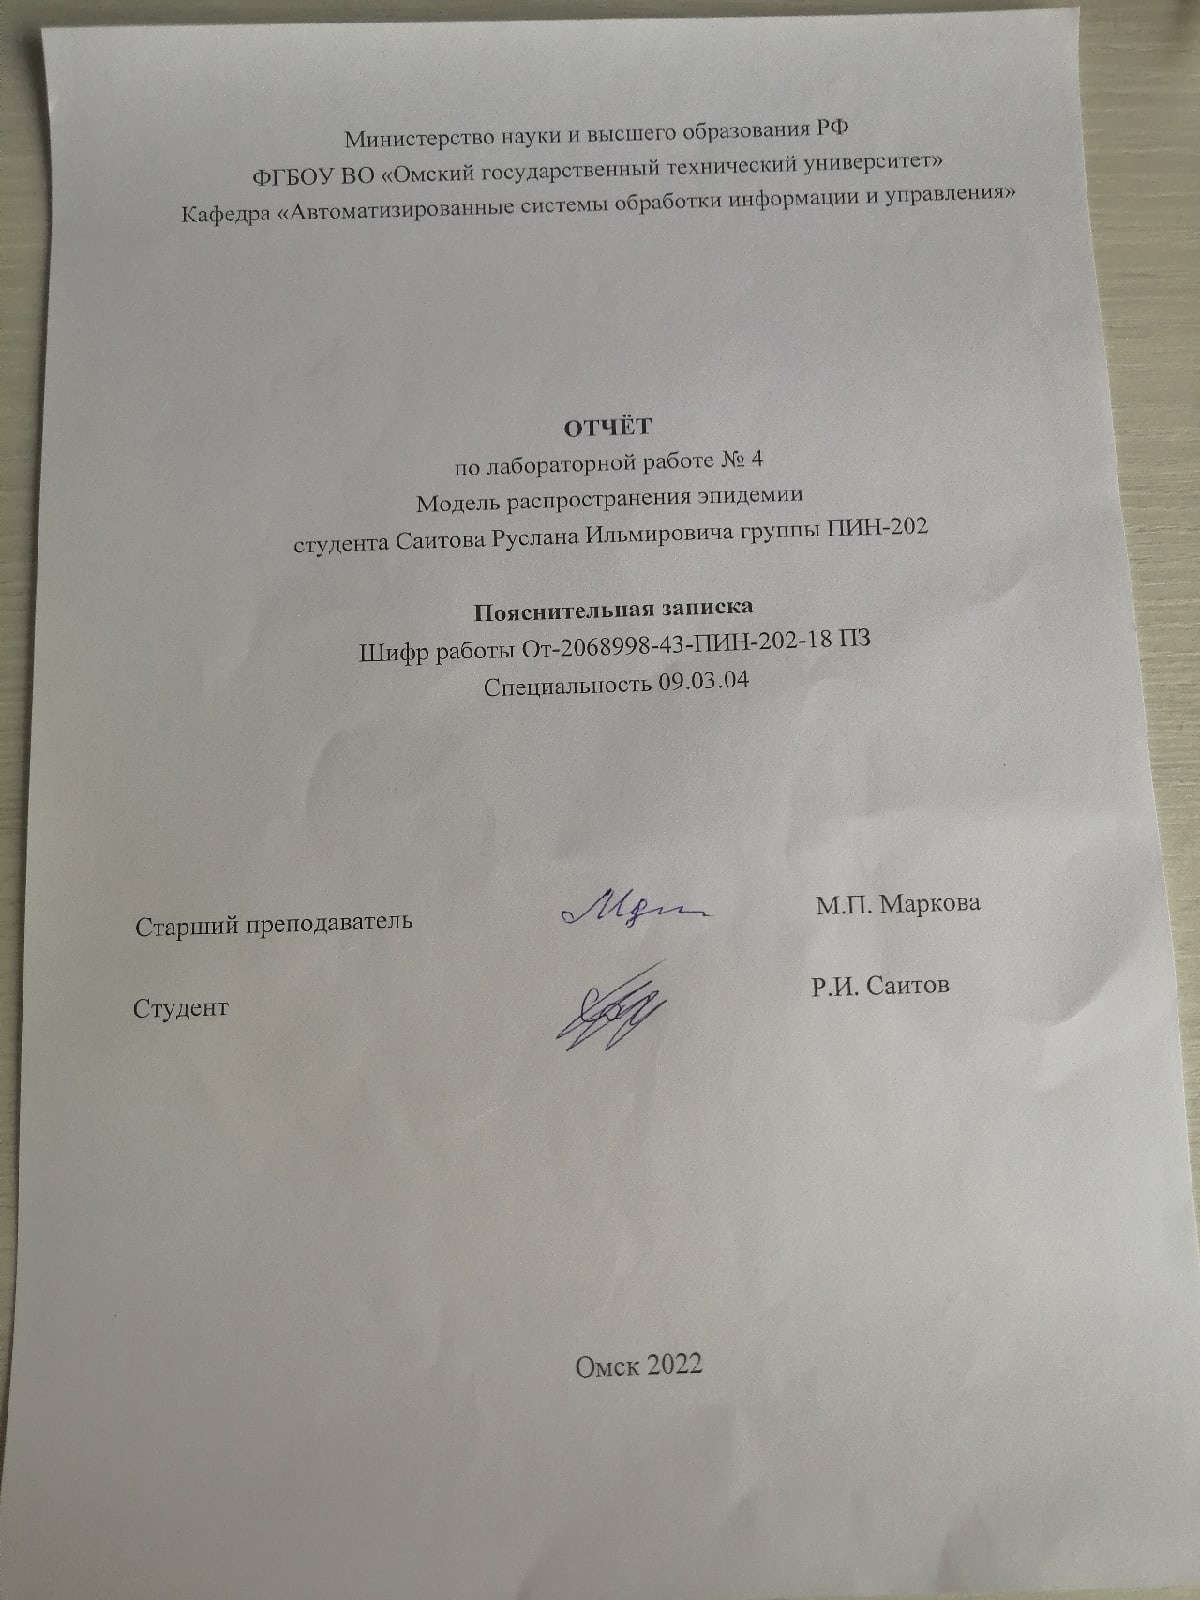 Министерство науки и высшего образования РФ
ФГБОУ ВО «Омский государственный технический университет»
Кафедра «Автоматизированные системы обработки информации и управления»
ОТЧЁТ
по лабораторной работе № 4
Модель распространения эпидемии
студента Саитова Руслана Ильмировича группы ПИН-202
Пояснительная записка
Шифр работы От-2068998-43-ПИН-202-18 ПЗ
Специальность 09.03.04
Старший преподаватель М.П. Маркова
Студент Р.И. Саитов
Омск 2022